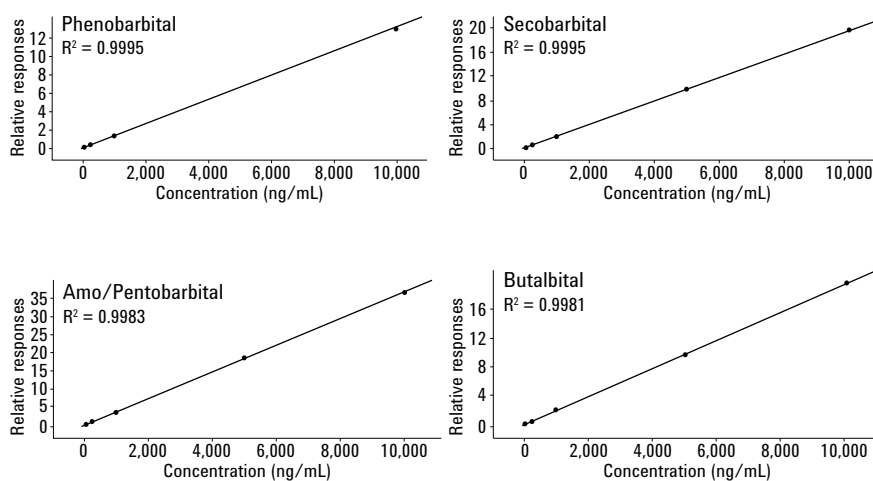 Phenobarbital
R² = 0.9995
Relative responses
12
10
8
6
4
2
0
0 2,000 4,000 6,000 8,000 10,000
Concentration (ng/mL)
Secobarbital
R² = 0.9995
Relative responses
20
16
12
8
4
0
0 2,000 4,000 6,000 8,000 10,000
Concentration (ng/mL)
Amo/Pentobarbital
R² = 0.9983
Relative responses
35
30
25
20
15
10
5
0
0 2,000 4,000 6,000 8,000 10,000
Concentration (ng/mL)
Butalbital
R² = 0.9981
Relative responses
16
12
8
4
0
0 2,000 4,000 6,000 8,000 10,000
Concentration (ng/mL)